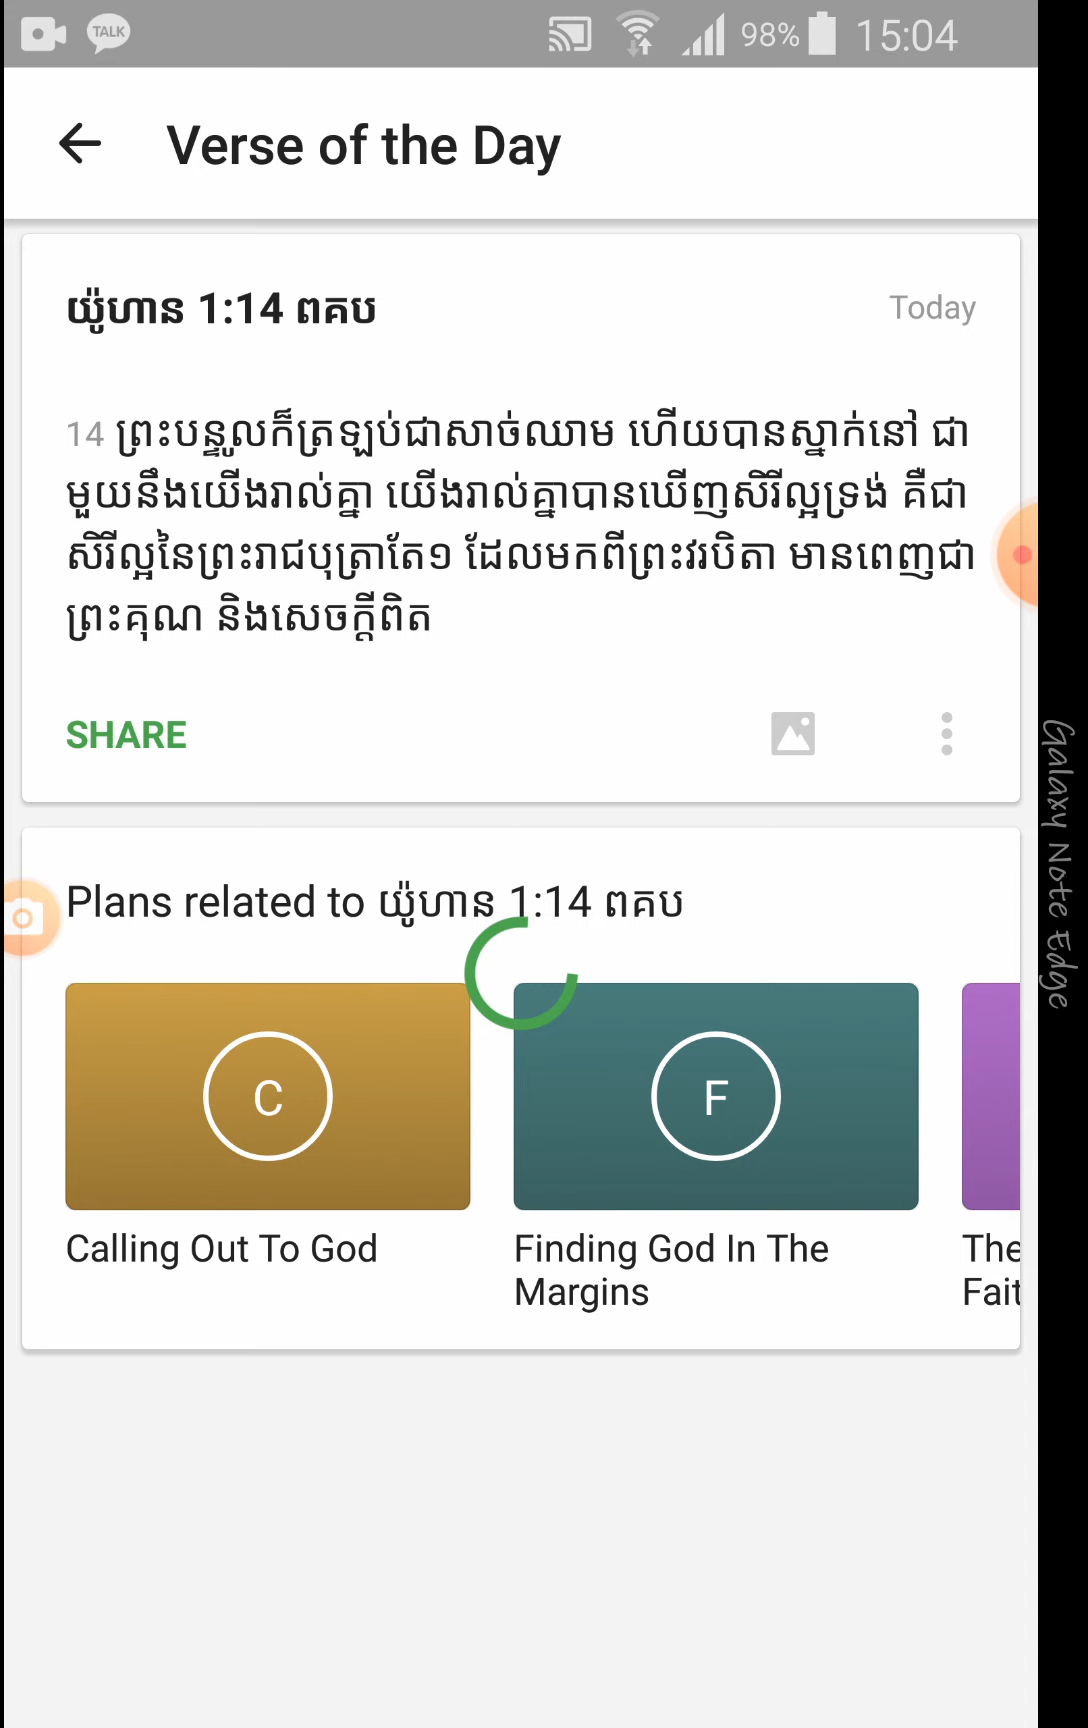 TALK 98% 15:04
Verse of the Day
យ៉ូហាន 1:14 ពគប Today
14 ព្រះបន្ទូលក៏ត្រឡប់ជាសាច់ឈាម ហើយបានស្នាក់នៅ ជា
មួយនឹងយើងរាល់គ្នា យើងរាល់គ្នាបានឃើញសិរីល្អទ្រង់ គឺជា
សិរីល្អនៃព្រះរាជបុត្រាតែ១ ដែលមកពីព្រះវរបិតា មានពេញជា
ព្រះគុណ និងសេចក្ដីពិត
SHARE
Plans related to យ៉ូហាន 1:14 ពគប
C F
Calling Out To God
Finding God In The
Margins
The
Fait
Galaxy Note Edge